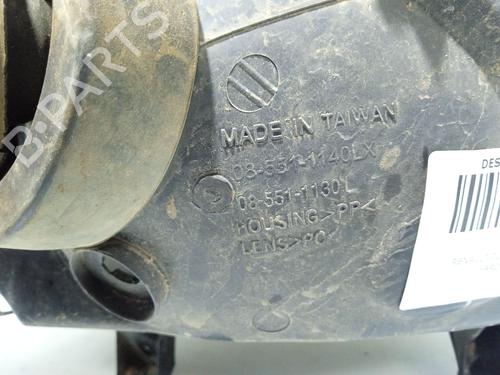 B-PARTS
MADE IN TAIWAN
08-551-1140LX
08-551-1130L
HOUSING>PP<
LENS>PC
DES